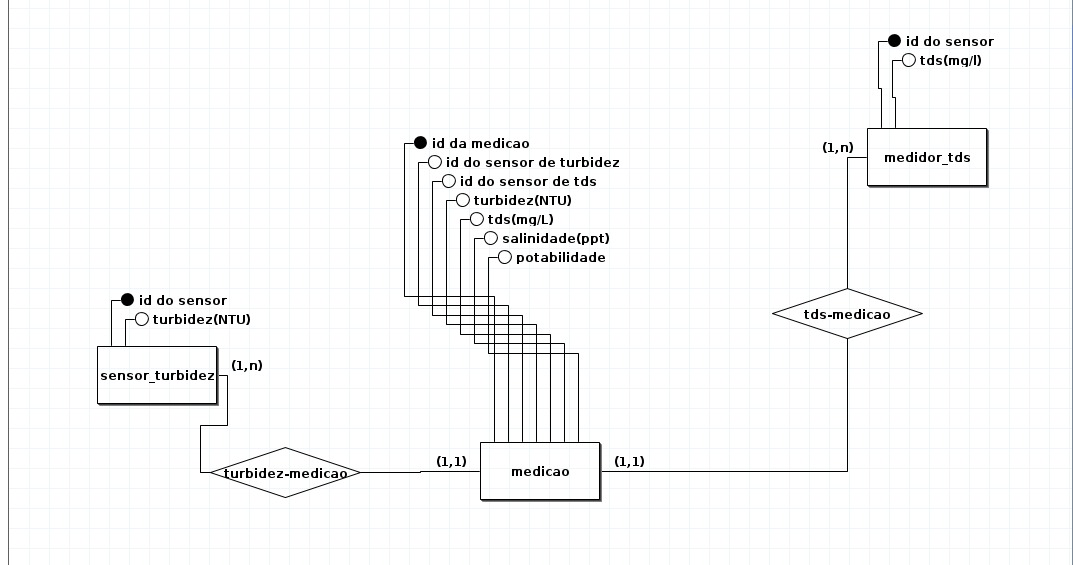 id do sensor
tds(mg/l)
(1,n)
medidor_tds
id da medicao
id do sensor de turbidez
id do sensor de tds
turbidez(NTU)
tds(mg/L)
salinidade(ppt)
potabilidade
id do sensor
turbidez(NTU)
sensor_turbidez
(1,n)
tds-medicao
turbidez-medicao
(1,1)
medicao
(1,1)